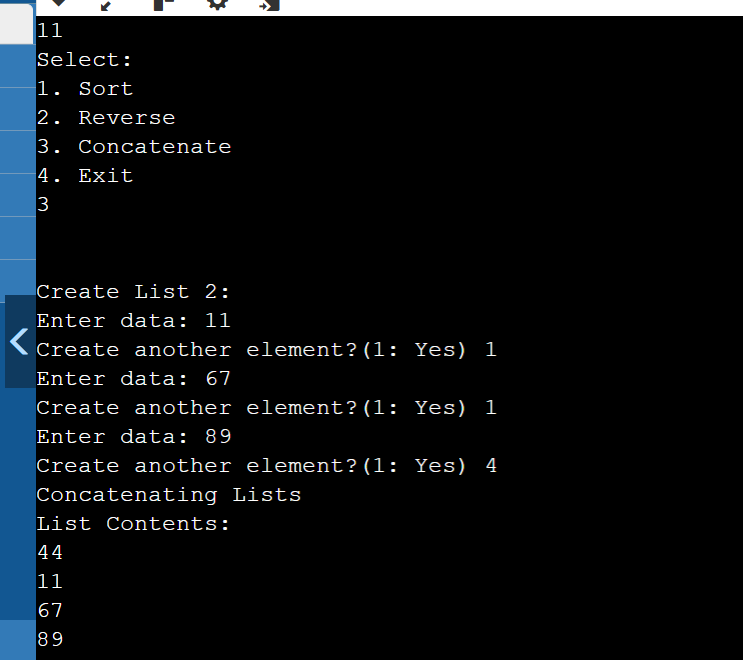 11
Select:
1. Sort
2. Reverse
3. Concatenate
4. Exit
3
Create List 2:
Enter data: 11
Create another element?(1: Yes) 1
Enter data: 67
Create another element?(1: Yes) 1
Enter data: 89
Create another element?(1: Yes) 4
Concatenating Lists
List Contents:
44
11
67
89